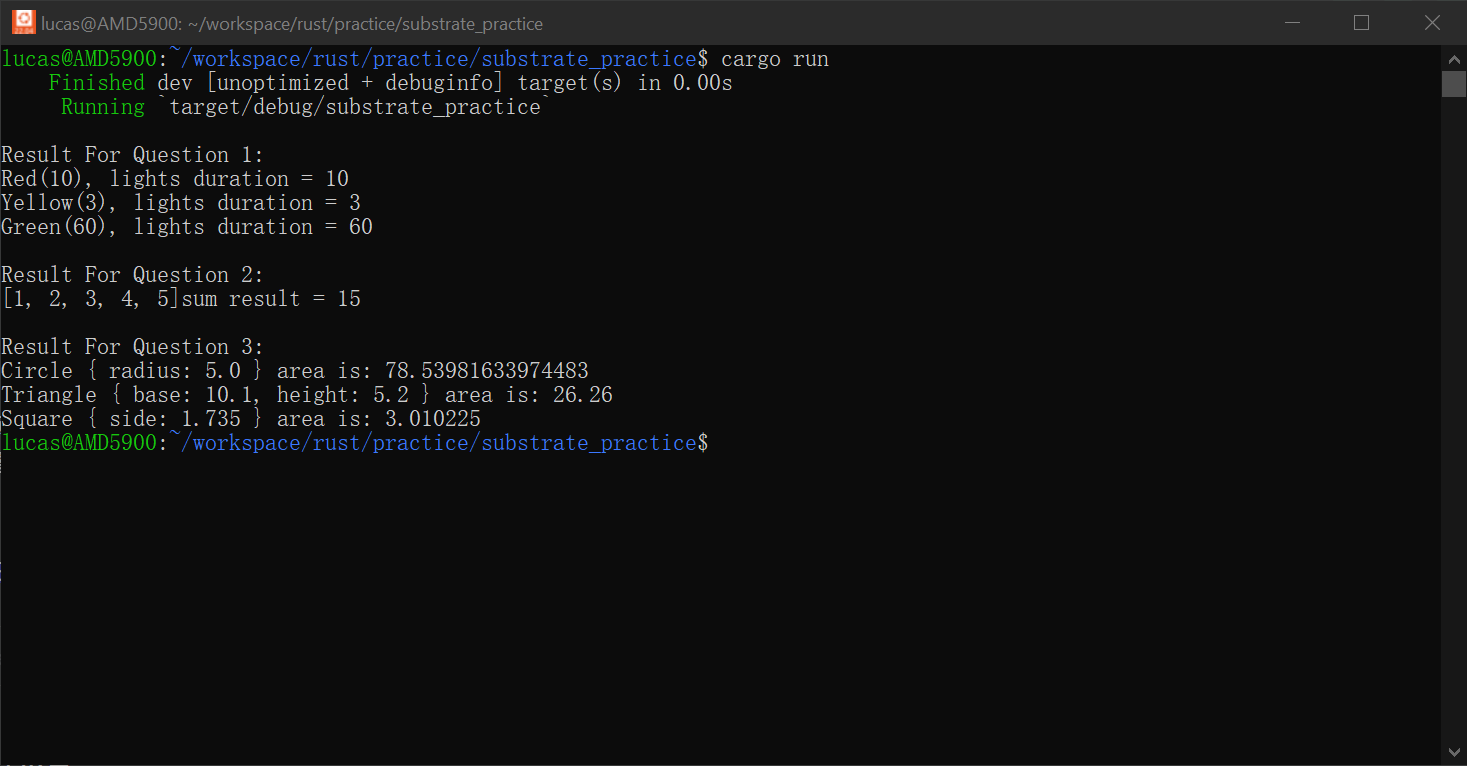 lucas@AMD5900: ~/workspace/rust/practice/substrate_practice
lucas@AMD5900:~/workspace/rust/practice/substrate_practice$ cargo run
    Finished dev [unoptimized + debuginfo] target(s) in 0.00s
     Running `target/debug/substrate_practice`
Result For Question 1:
Red(10), lights duration = 10
Yellow(3), lights duration = 3
Green(60), lights duration = 60
Result For Question 2:
[1, 2, 3, 4, 5]sum result = 15
Result For Question 3:
Circle { radius: 5.0 } area is: 78.53981633974483
Triangle { base: 10.1, height: 5.2 } area is: 26.26
Square { side: 1.735 } area is: 3.010225
lucas@AMD5900:~/workspace/rust/practice/substrate_practice$